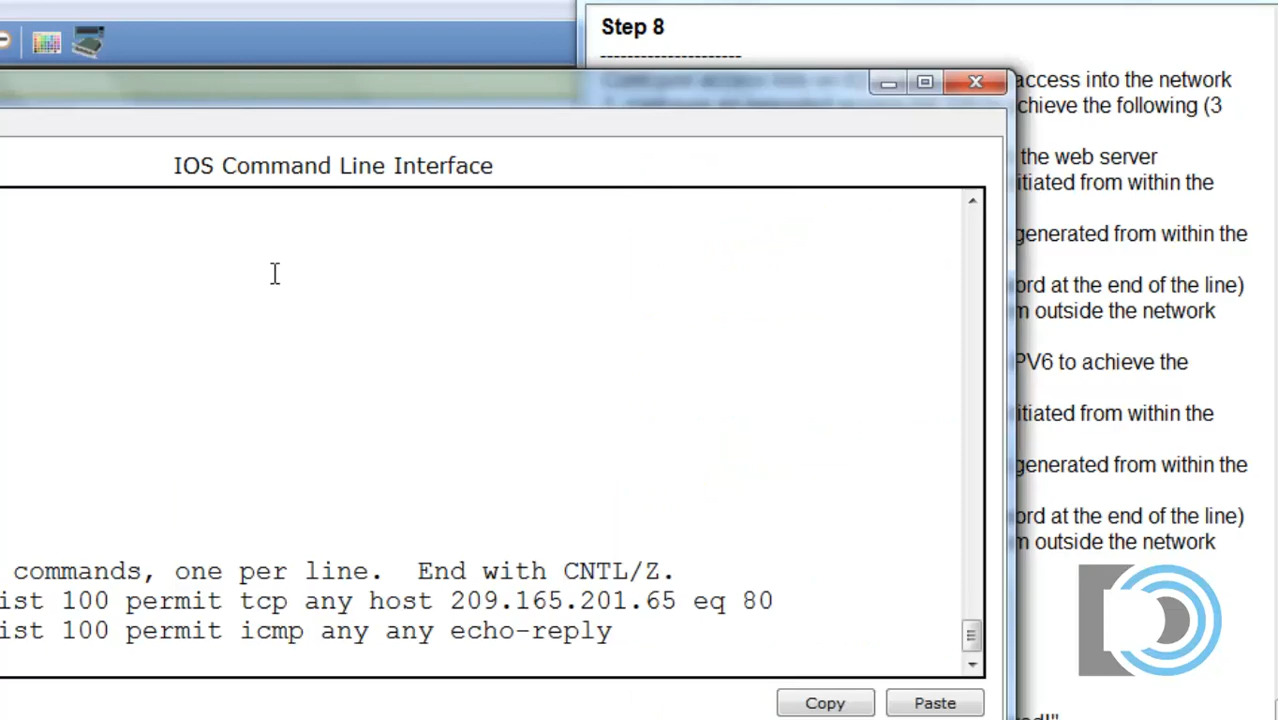 Step 8
---------------------
access into the network
chieve the following (3
IOS Command Line Interface
the web server
itiated from within the
generated from within the
ord at the end of the line)
m outside the network
PV6 to achieve the
itiated from within the
generated from within the
ord at the end of the line)
m outside the network
commands, one per line.  End with CNTL/Z.
ist 100 permit tcp any host 209.165.201.65 eq 80
ist 100 permit icmp any any echo-reply
Copy
Paste